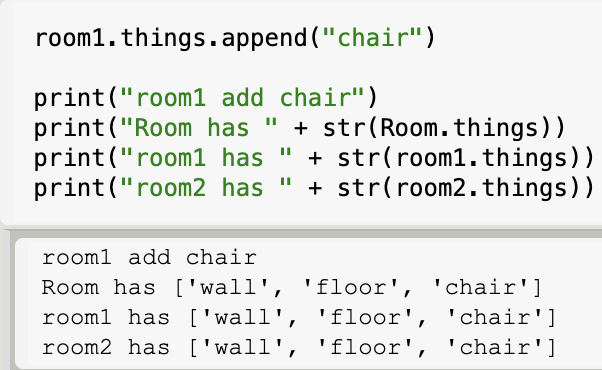 room1.things.append("chair")
print("room1 add chair")
print("Room has " + str(Room.things))
print("room1 has " + str(room1.things))
print("room2 has " + str(room2.things))
room1 add chair
Room has ['wall', 'floor', 'chair']
room1 has ['wall', 'floor', 'chair']
room2 has ['wall', 'floor', 'chair']